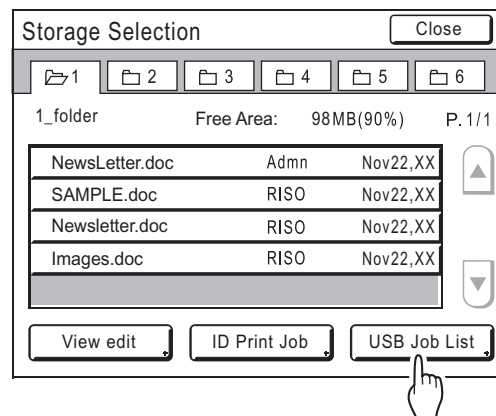 Storage Selection Close
1 2 3 4 5 6
1_folder Free Area: 98MB(90%) P. 1/1
NewsLetter.doc Admn Nov22,XX
SAMPLE.doc RISO Nov22,XX
Newsletter.doc RISO Nov22,XX
Images.doc RISO Nov22,XX
View edit ID Print Job USB Job List